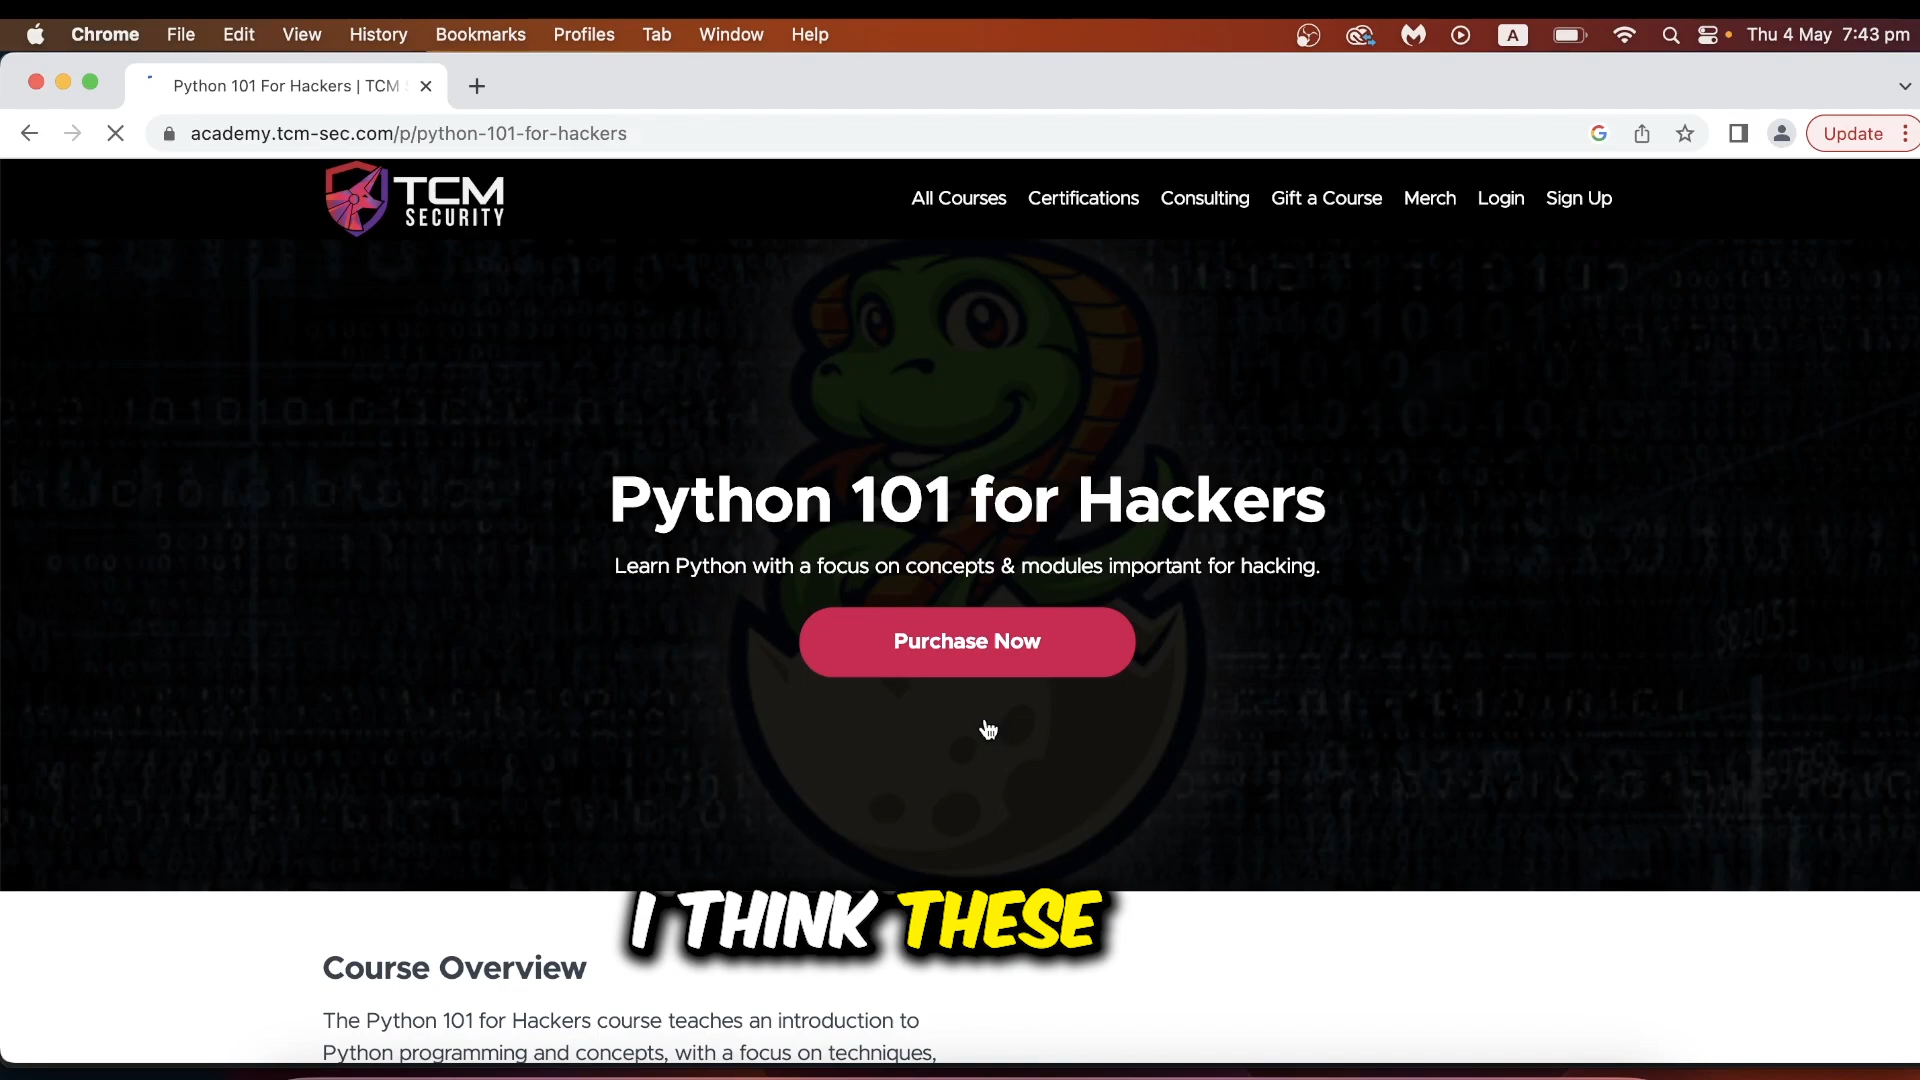 Chrome File Edit View History Bookmarks Profiles Tab Window Help A Thu 4 May 7:43 pm
Python 101 For Hackers | TCM
academy.tcm-sec.com/p/python-101-for-hackers Update
TCM SECURITY
All Courses Certifications Consulting Gift a Course Merch Login Sign Up
Python 101 for Hackers
Learn Python with a focus on concepts & modules important for hacking.
Purchase Now
I THINK THESE
Course Overview
The Python 101 for Hackers course teaches an introduction to
Python programming and concepts, with a focus on techniques,